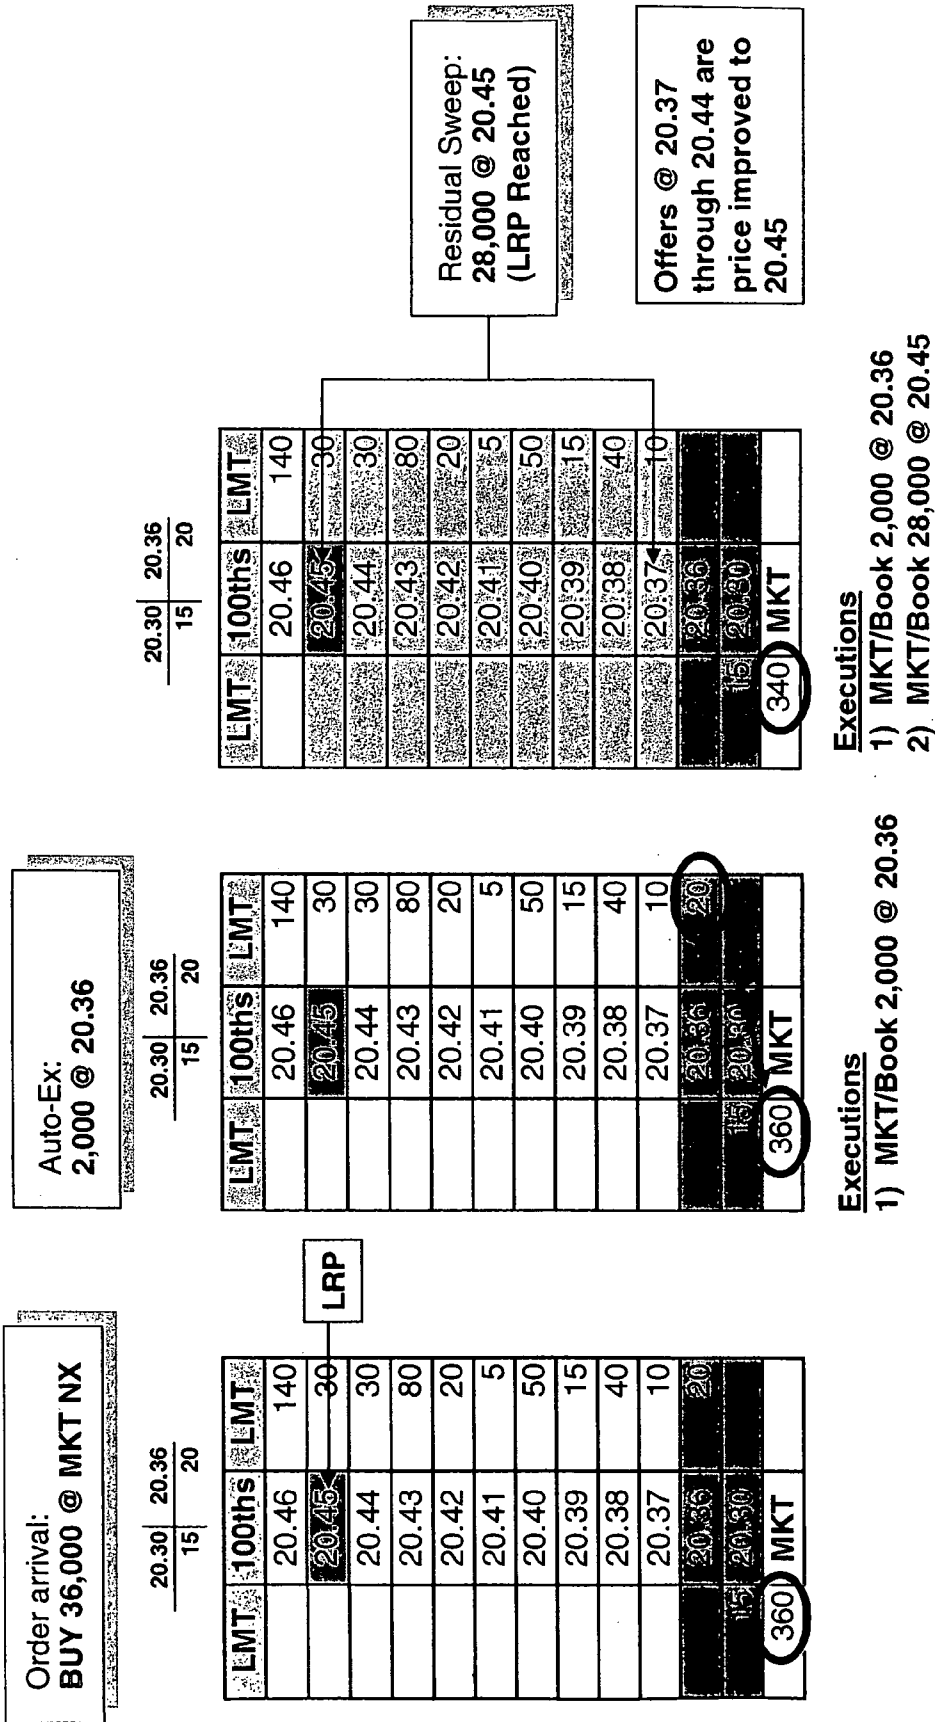 Order arrival:
BUY 36,000 @ MKT NX
20.30 20.36
15 20
LMT 100ths LMT
20.46 140
20.45 30
20.44 30
20.43 80
20.42 20
20.41 5
20.40 50
20.39 15
20.38 40
20.37 10
20.36 20
15 20.30
360 MKT
LRP
Auto-Ex:
2,000 @ 20.36
20.30 20.36
15 20
LMT 100ths LMT
20.46 140
20.45 30
20.44 30
20.43 80
20.42 20
20.41 5
20.40 50
20.39 15
20.38 40
20.37 10
20.36 20
15 20.30
360 MKT
Executions
1) MKT/Book 2,000 @ 20.36
20.30 20.36
15 20
LMT 100ths LMT
20.46 140
20.45 30
20.44 30
20.43 80
20.42 20
20.41 5
20.40 50
20.39 15
20.38 40
20.37 10
20.36
15 20.30
340 MKT
Executions
1) MKT/Book 2,000 @ 20.36
2) MKT/Book 28,000 @ 20.45
Residual Sweep:
28,000 @ 20.45
(LRP Reached)
Offers @ 20.37
through 20.44 are
price improved to
20.45